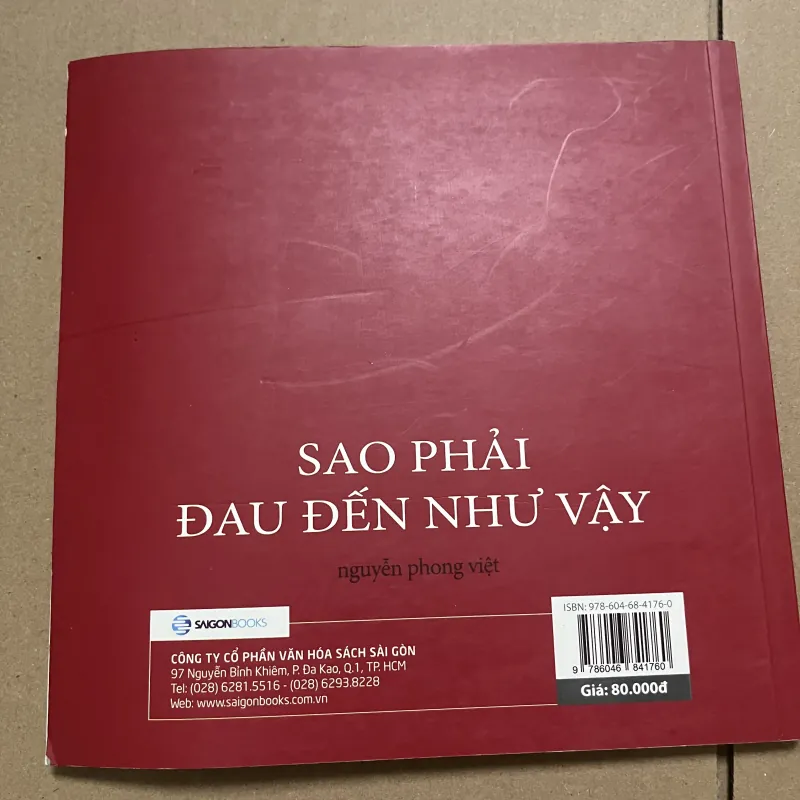 SAO PHẢI
ĐAU ĐẾN NHƯ VẬY
nguyễn phong việt
SAIGONBOOKS
CÔNG TY CỔ PHẦN VĂN HÓA SÁCH SÀI GÒN
97 Nguyễn Bỉnh Khiêm, P. Đa Kao, Q.1, TP. HCM
Tel: (028) 6281.5516 - (028) 6293.8228
Web: www.saigonbooks.com.vn
ISBN: 978-604-68-4176-0
9 786046 841760
Giá: 80.000đ